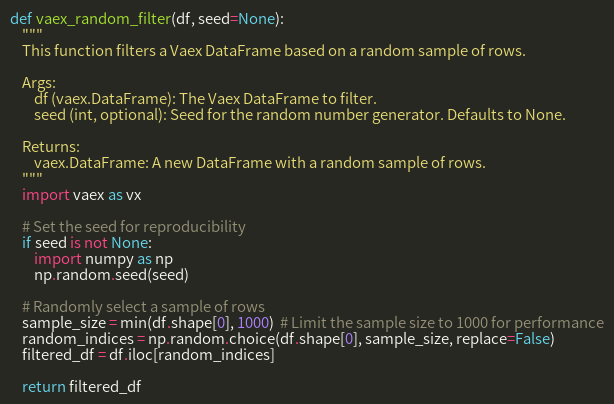 def vaex_random_filter(df, seed=None):
    """
    This function filters a Vaex DataFrame based on a random sample of rows.

    Args:
        df (vaex.DataFrame): The Vaex DataFrame to filter.
        seed (int, optional): Seed for the random number generator. Defaults to None.

    Returns:
        vaex.DataFrame: A new DataFrame with a random sample of rows.
    """
    import vaex as vx

    # Set the seed for reproducibility
    if seed is not None:
        import numpy as np
        np.random.seed(seed)

    # Randomly select a sample of rows
    sample_size = min(df.shape[0], 1000)  # Limit the sample size to 1000 for performance
    random_indices = np.random.choice(df.shape[0], sample_size, replace=False)
    filtered_df = df.iloc[random_indices]

    return filtered_df